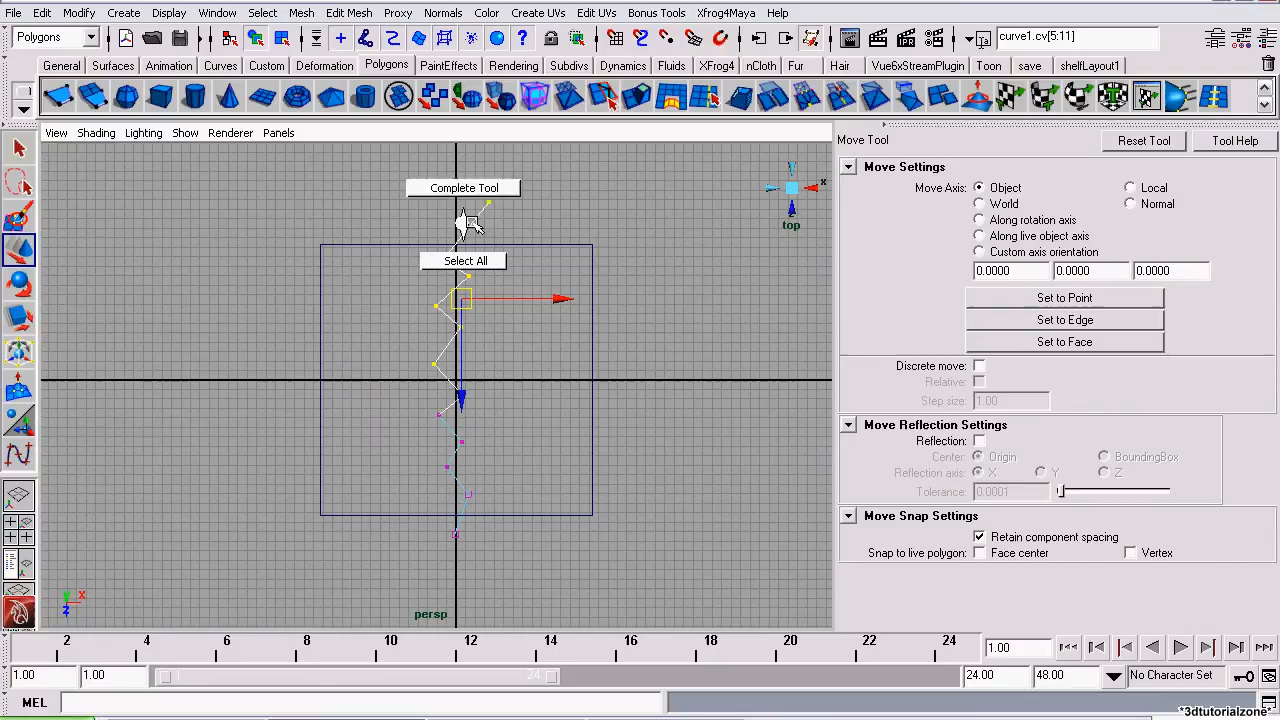 File Edit Modify Create Display Window Select Mesh Edit Mesh Proxy Normals Color Create UVs Edit UVs Bonus Tools Xfrog4Maya Help
Polygons curve1.cv[5:11]
General Surfaces Animation Curves Custom Deformation Polygons PaintEffects Rendering Subdivs Dynamics Fluids XFrog4 nCloth Fur Hair Vue6xStreamPlugin Toon save shelfLayout1
View Shading Lighting Show Renderer Panels
Move Tool Reset Tool Tool Help
Move Settings
Move Axis: Object Local
World Normal
Along rotation axis
Along live object axis
Custom axis orientation
0.0000 0.0000 0.0000
Set to Point
Set to Edge
Set to Face
Discrete move:
Relative:
Step size: 1.00
Move Reflection Settings
Reflection:
Center: Origin BoundingBox
Reflection axis: X Y Z
Tolerance: 0.0001
Move Snap Settings
Retain component spacing
Snap to live polygon: Face center Vertex
Complete Tool
Select All
x
top
y x
z
persp
2 4 6 8 10 12 14 16 18 20 22 24 1.00
1.00 1.00 1 24 24.00 48.00 No Character Set
MEL
*3dtutorialzone*